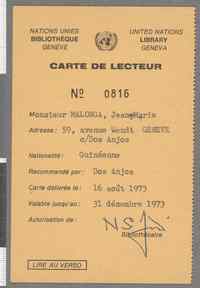 NATIONS UNIES
BIBLIOTHÈQUE
GENÈVE
UNITED NATIONS
LIBRARY
GENEVA
CARTE DE LECTEUR
Nº 0816
Monsieur MALONGA, Jean-Marie
Adresse: 59, avenue Wendt GENEVE
c/Dos Anjos
Nationalité: Guinéenne
Recommandé par: Dos Anjos
Carte délivrée le: 16 août 1973
Valable jusqu'au: 31 décembre 1973
Autorisation de:
Bibliothécaire
LIRE AU VERSO